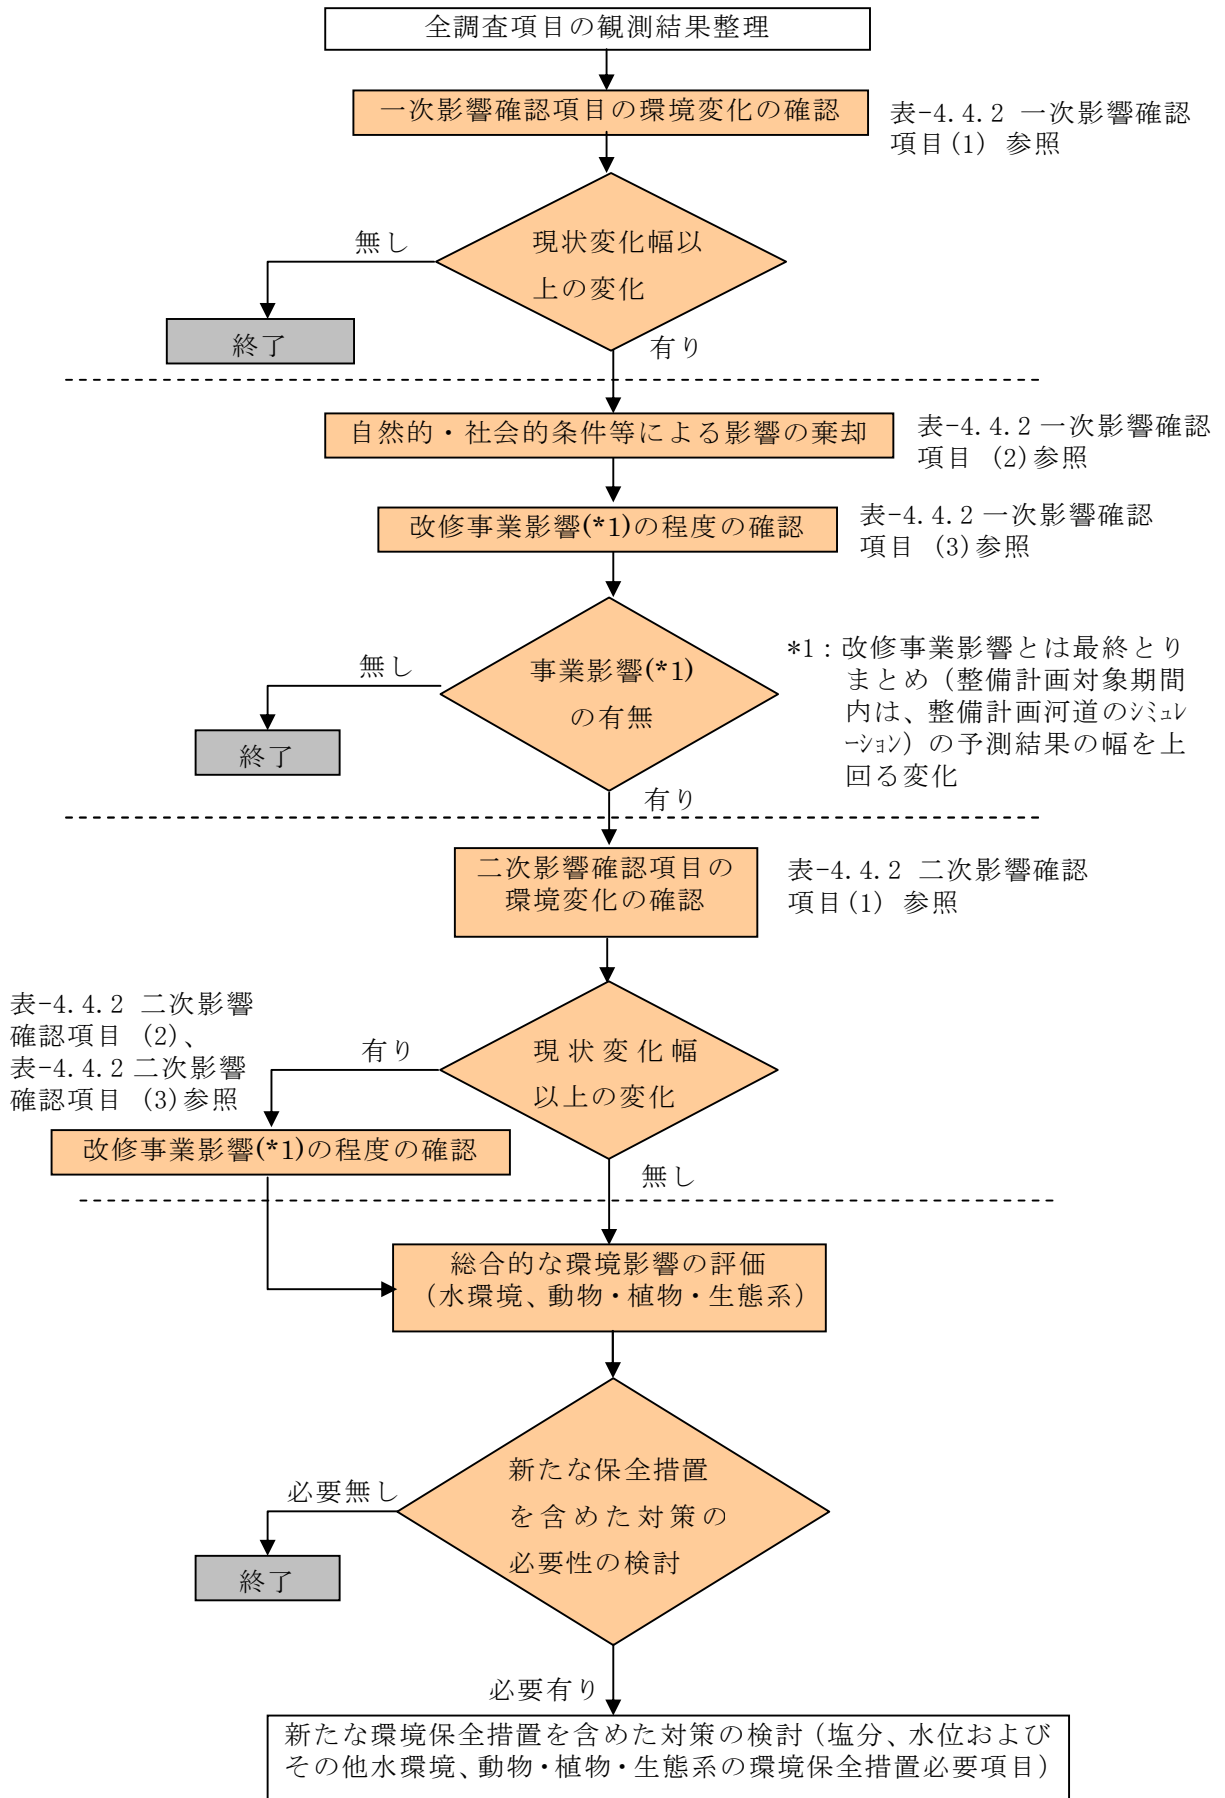 全調査項目の観測結果整理
一次影響確認項目の環境変化の確認
表-4.4.2 一次影響確認
項目(1) 参照
現状変化幅以
上の変化
無し
終了
有り
自然的・社会的条件等による影響の棄却
表-4.4.2 一次影響確認
項目 (2)参照
改修事業影響(*1)の程度の確認
表-4.4.2 一次影響確認
項目 (3)参照
事業影響(*1)
の有無
無し
終了
有り
*1：改修事業影響とは最終とり
まとめ（整備計画対象期間
内は、整備計画河道のｼﾐｭﾚ
ｰｼｮﾝ）の予測結果の幅を上
回る変化
二次影響確認項目の
環境変化の確認
表-4.4.2 二次影響確認
項目(1) 参照
現状変化幅
以上の変化
有り
表-4.4.2 二次影響
確認項目 (2)、
表-4.4.2 二次影響
確認項目 (3)参照
改修事業影響(*1)の程度の確認
無し
総合的な環境影響の評価
（水環境、動物・植物・生態系）
新たな保全措置
を含めた対策の
必要性の検討
必要無し
終了
必要有り
新たな環境保全措置を含めた対策の検討（塩分、水位および
その他水環境、動物・植物・生態系の環境保全措置必要項目）